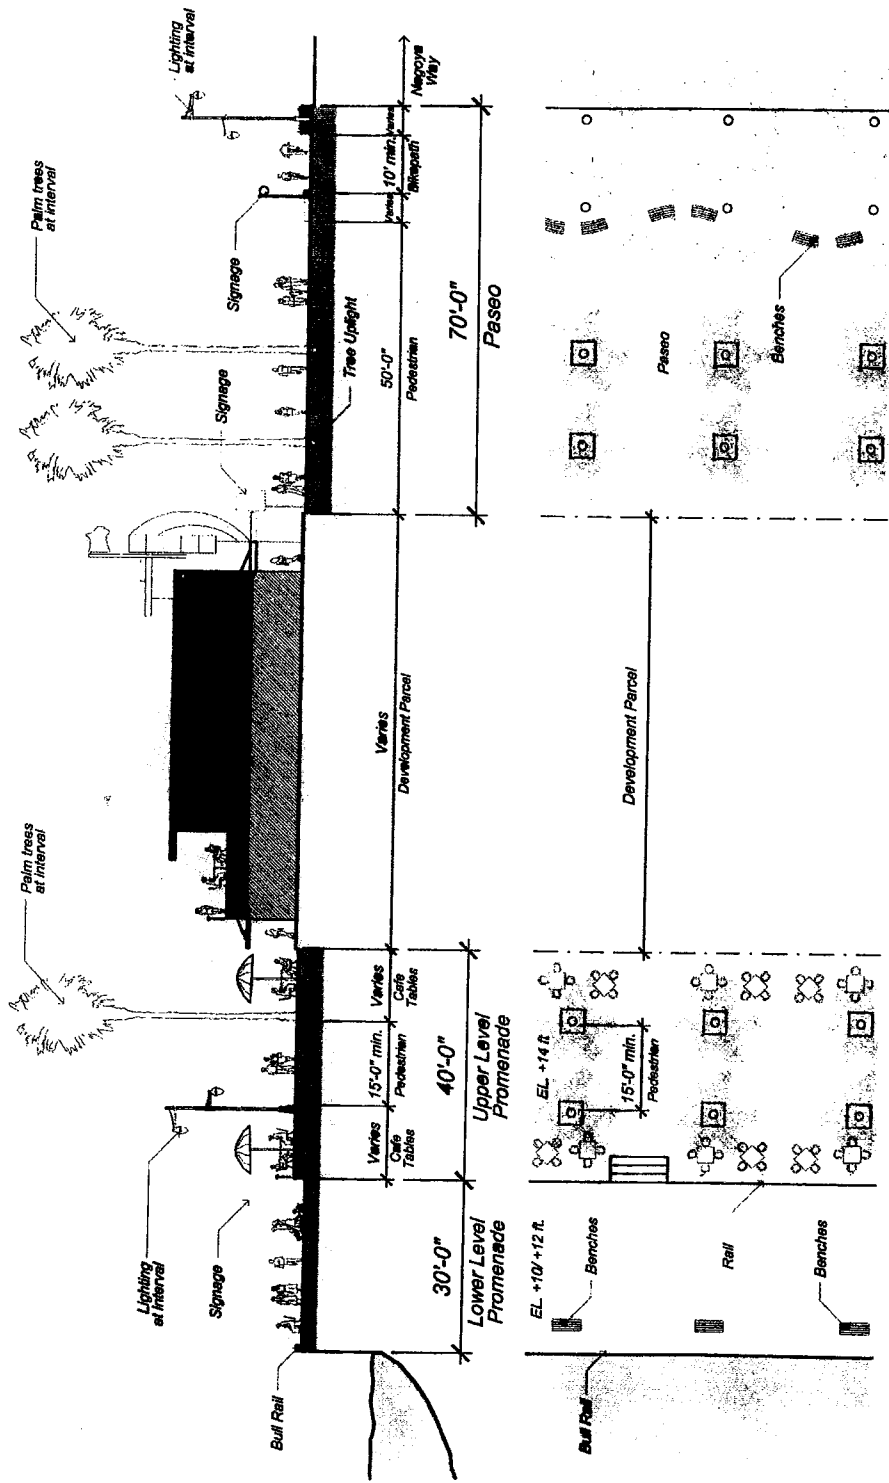 Palm trees
at interval
Palm trees
at interval
Lighting
at interval
Lighting
at interval
Signage
Signage
Signage
Bull Rail
Tree Uplight
Varies
Cafe
Tables
15'-0" min.
Pedestrian
Varies
Cafe
Tables
Varies
Development Parcel
50'-0"
Pedestrian
Varies
10' min.
Bikepath
Varies
Nagoya
Way
30'-0"
Lower Level
Promenade
40'-0"
Upper Level
Promenade
70'-0"
Paseo
EL. +10/ +12 ft.
EL. +14 ft
Bull Rail
Benches
15'-0" min.
Pedestrian
Development Parcel
Paseo
Rail
Benches
Benches